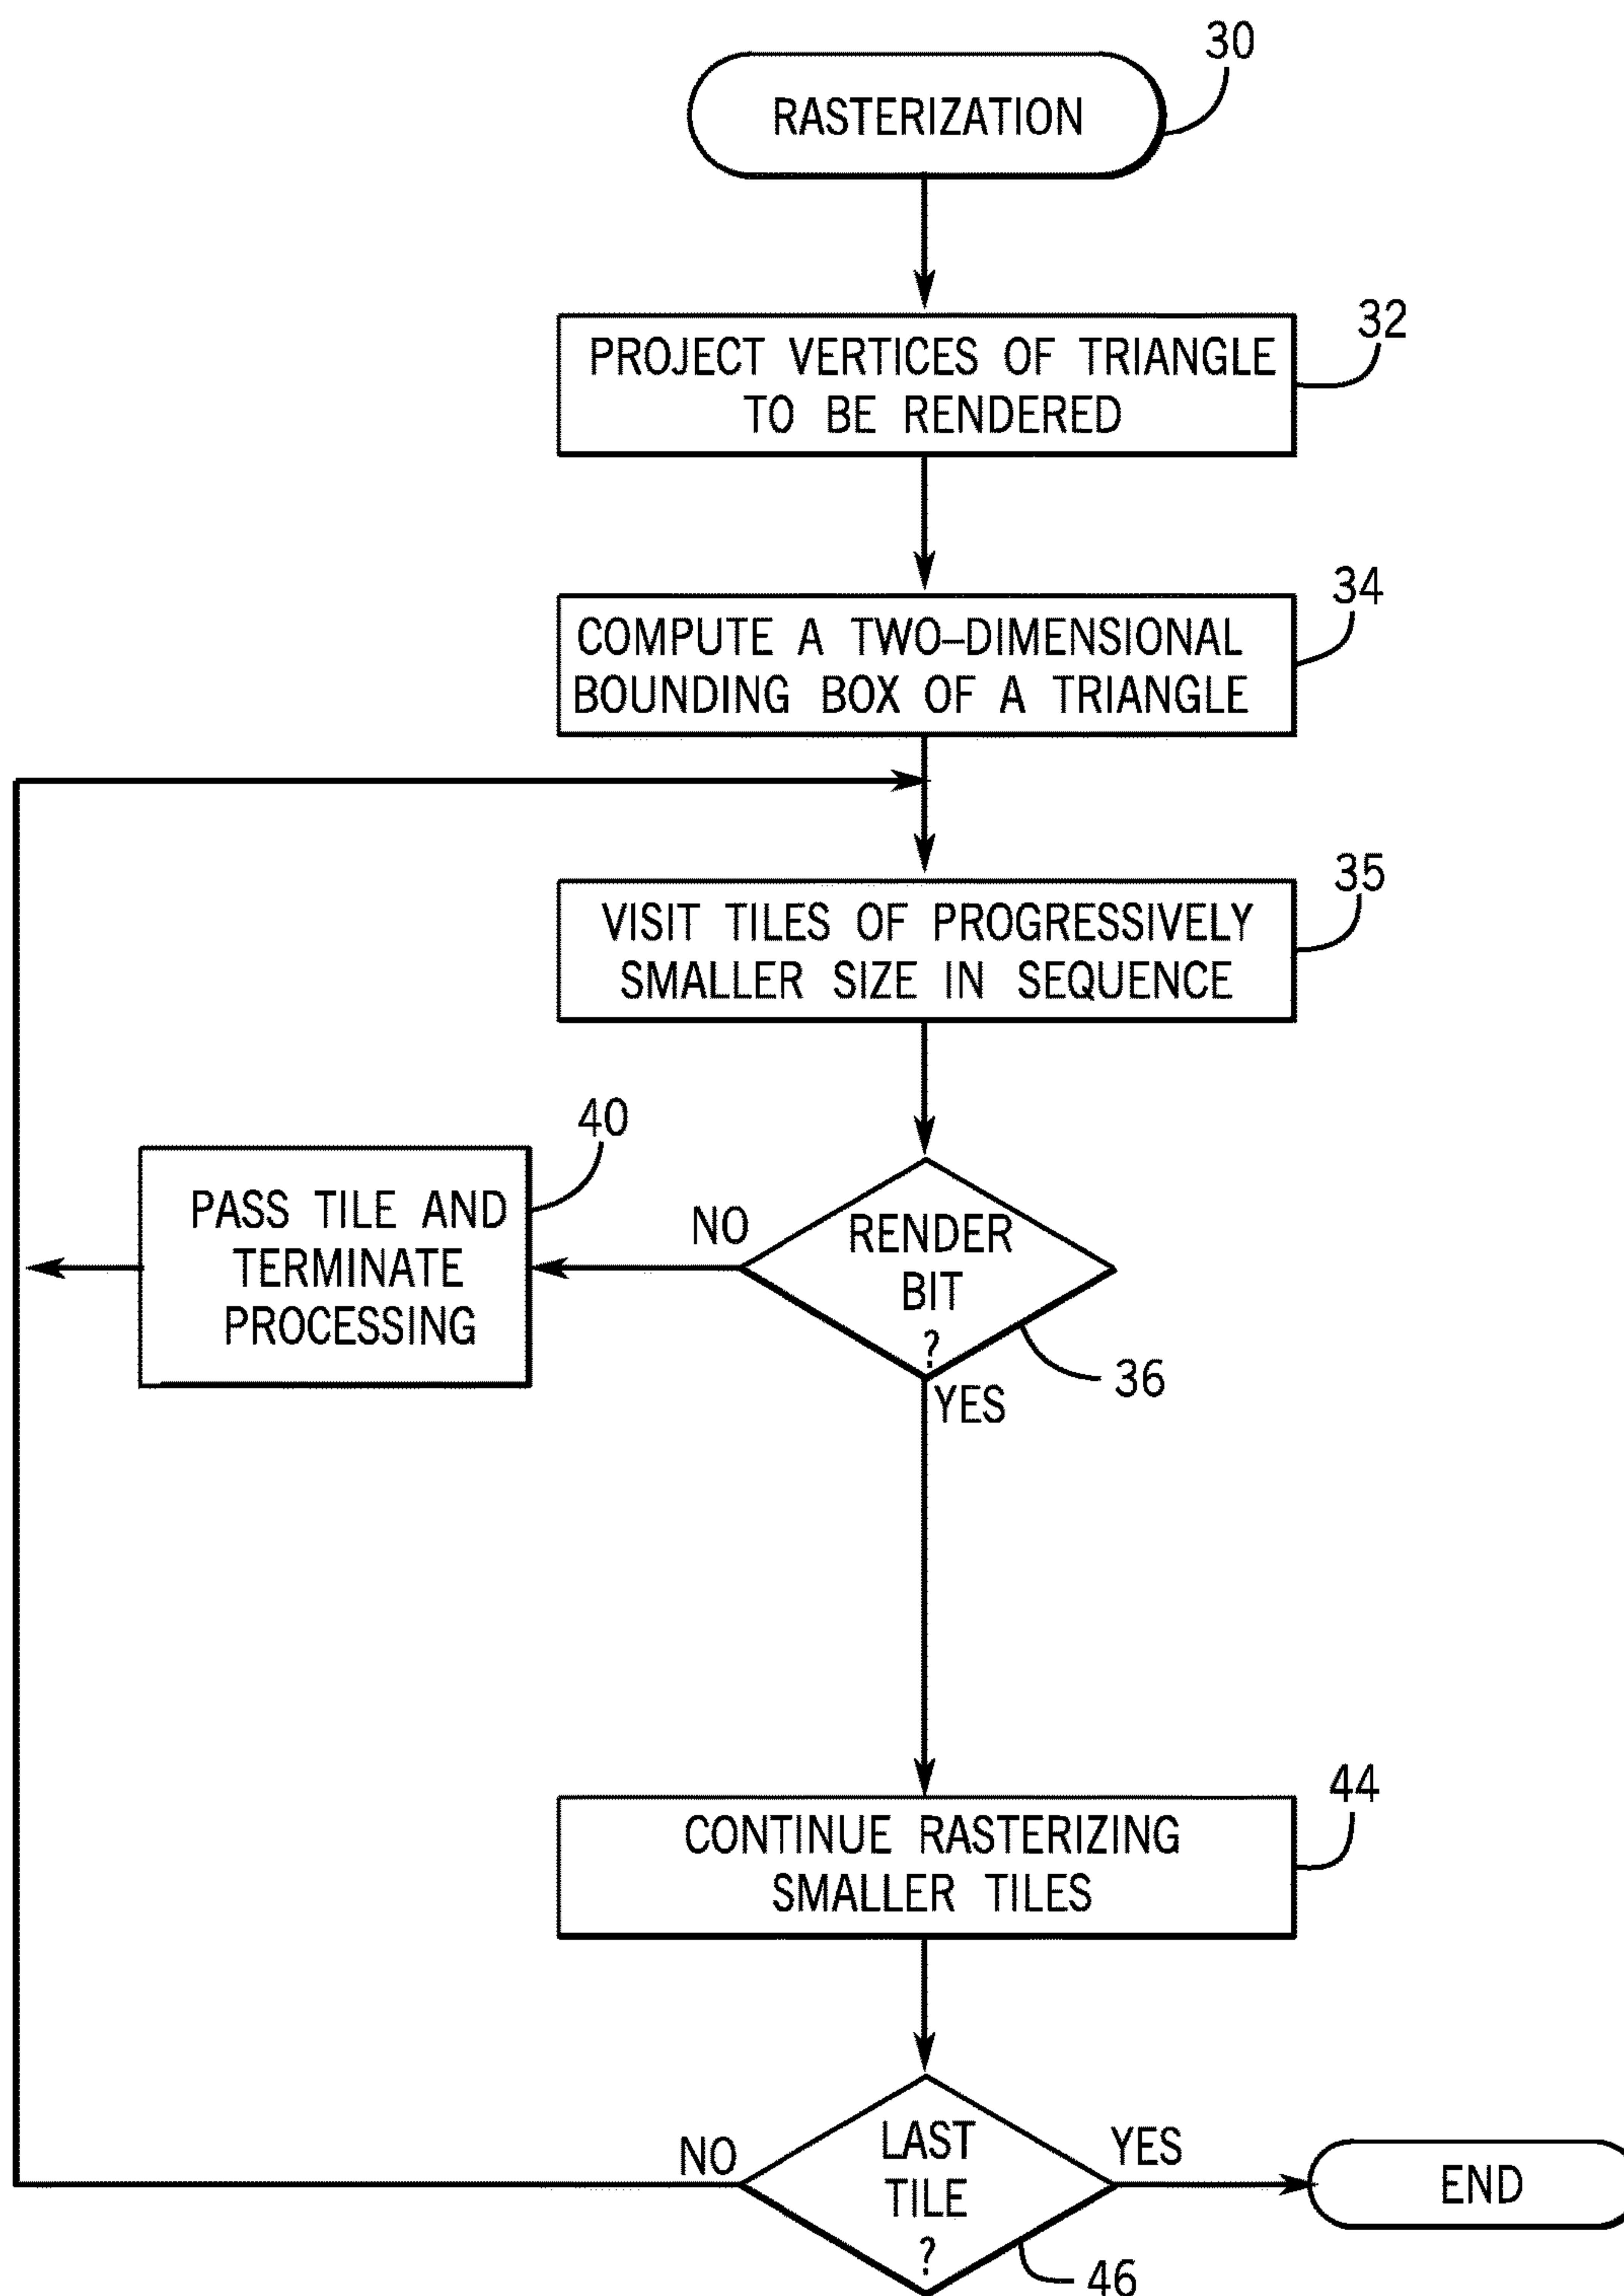 30
RASTERIZATION
32
PROJECT VERTICES OF TRIANGLE
TO BE RENDERED
34
COMPUTE A TWO–DIMENSIONAL
BOUNDING BOX OF A TRIANGLE
35
VISIT TILES OF PROGRESSIVELY
SMALLER SIZE IN SEQUENCE
40
PASS TILE AND
TERMINATE
PROCESSING
NO
RENDER
BIT
?
36
YES
44
CONTINUE RASTERIZING
SMALLER TILES
NO
LAST
TILE
?
46
YES
END